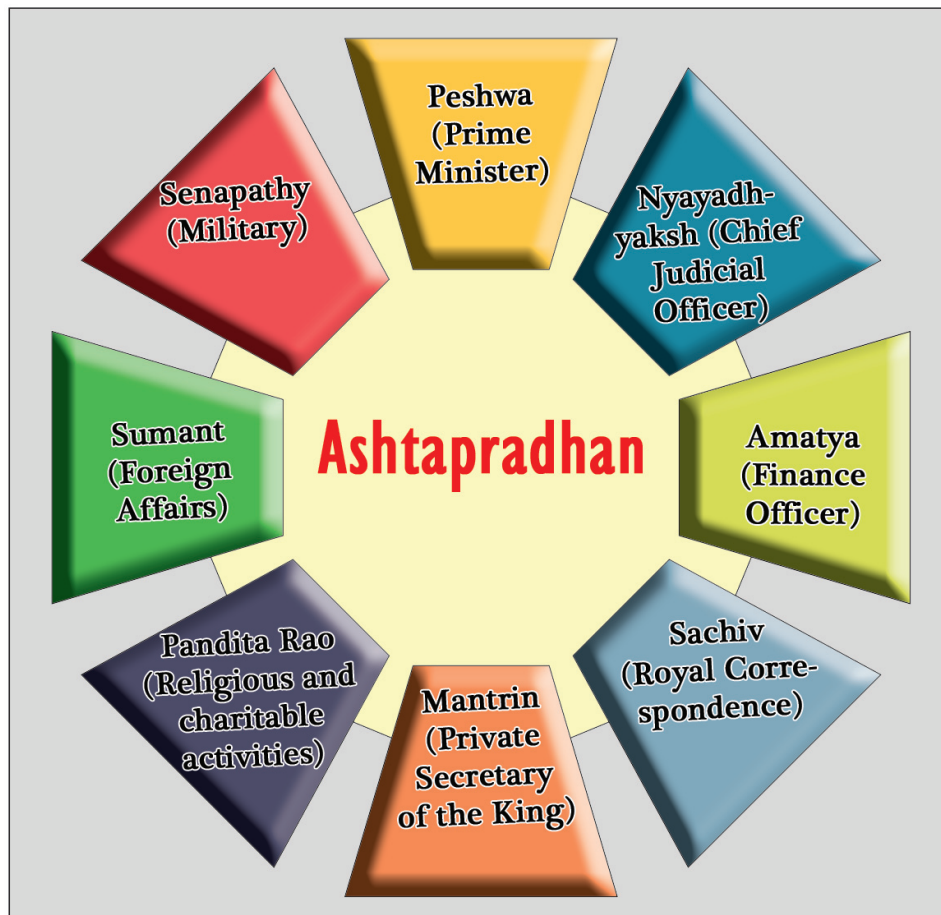 Peshwa
(Prime
Minister)
Nyayadh-
yaksh (Chief
Judicial
Officer)
Amatya
(Finance
Officer)
Sachiv
(Royal Corre-
spondence)
Mantrin
(Private
Secretary
of the King)
Pandita Rao
(Religious and
charitable
activities)
Sumant
(Foreign
Affairs)
Senapathy
(Military)
Ashtapradhan